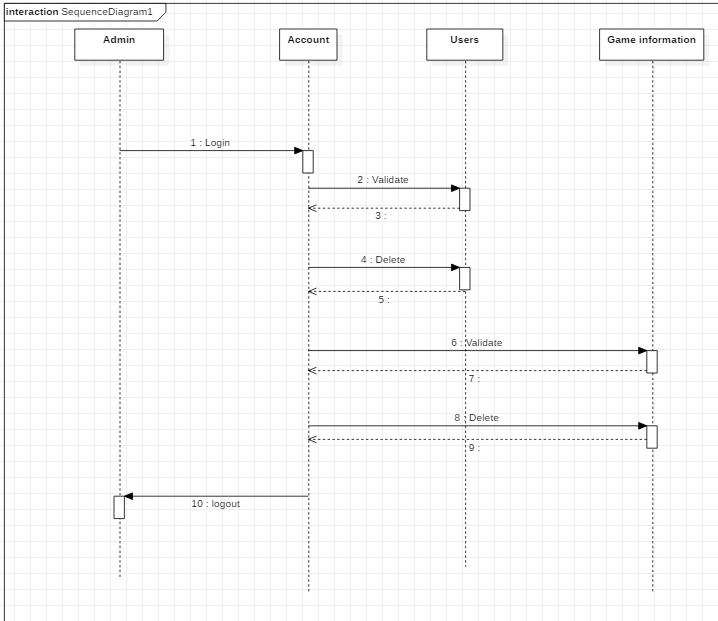 interaction SequenceDiagram1
Admin
Account
Users
Game information
1 : Login
2 : Validate
3 :
4 : Delete
5 :
6 : Validate
7 :
8 : Delete
9 :
10 : logout